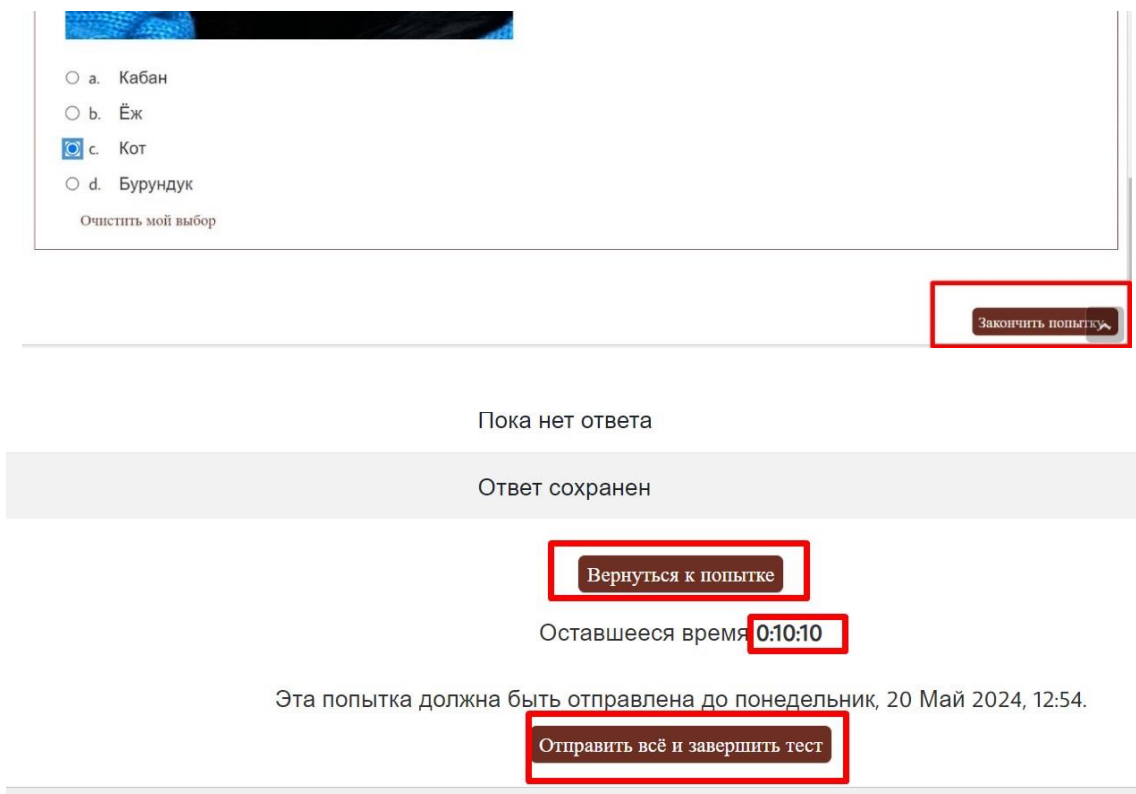 a. Кабан
b. Ёж
c. Кот
d. Бурундук
Очистить мой выбор
Закончить попытку
Пока нет ответа
Ответ сохранен
Вернуться к попытке
Оставшееся время 0:10:10
Эта попытка должна быть отправлена до понедельник, 20 Май 2024, 12:54.
Отправить всё и завершить тест